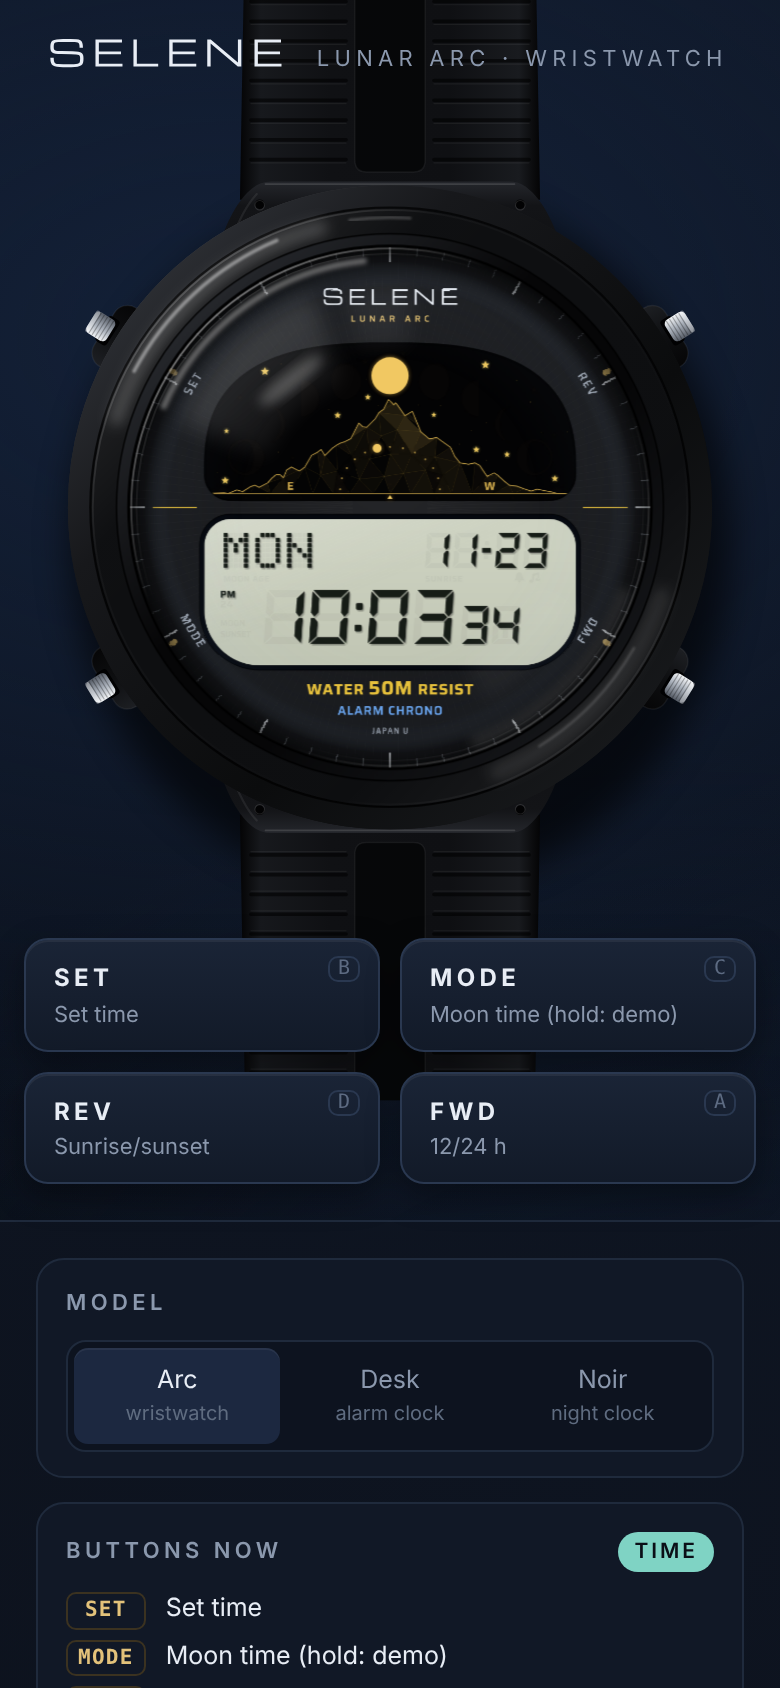 SELENE LUNAR ARC · WRISTWATCH
SELENE
LUNAR ARC
SET
REV
E
W
MON 11-23
PM
10:03 34
MODE
FWD
WATER 50M RESIST
ALARM CHRONO
JAPAN U
SET B
Set time
MODE C
Moon time (hold: demo)
REV D
Sunrise/sunset
FWD A
12/24 h
MODEL
Arc
wristwatch
Desk
alarm clock
Noir
night clock
BUTTONS NOW TIME
SET Set time
MODE Moon time (hold: demo)